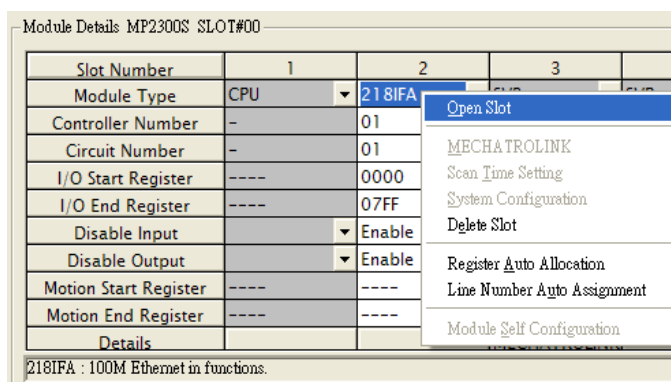 Module Details MP2300S SLOT#00
Slot Number 1 2 3
Module Type CPU 218IFA
Controller Number - 01
Circuit Number - 01
I/O Start Register ---- 0000
I/O End Register ---- 07FF
Disable Input Enable
Disable Output Enable
Motion Start Register ---- ----
Motion End Register ---- ----
Details
Open Slot
MECHATROLINK
Scan Time Setting
System Configuration
Delete Slot
Register Auto Allocation
Line Number Auto Assignment
Module Self Configuration
218IFA : 100M Ethernet in functions.